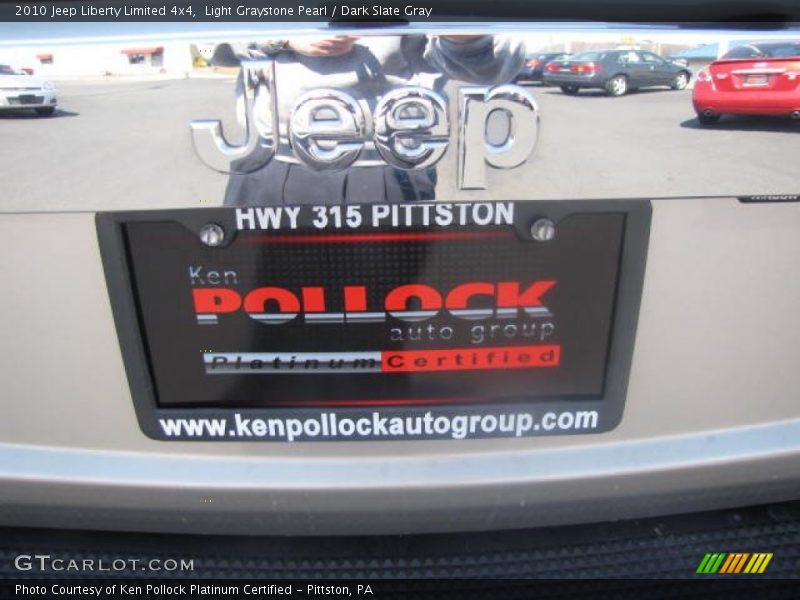 2010 Jeep Liberty Limited 4x4,  Light Graystone Pearl / Dark Slate Gray
Jeep
WINDOW
HWY 315 PITTSTON
Ken
POLLOCK
auto group
Platinum Certified
www.kenpollockautogroup.com
GTCARLOT.COM
Photo Courtesy of Ken Pollock Platinum Certified - Pittston, PA